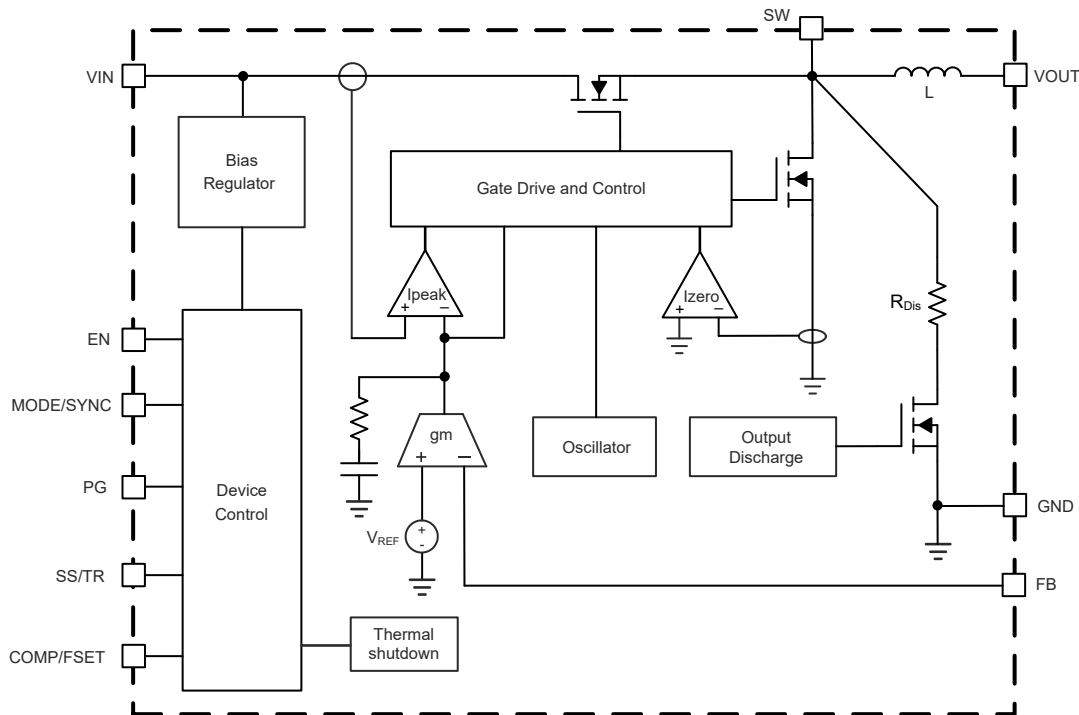 SW
VIN
VOUT
L
Bias
Regulator
Gate Drive and Control
Ipeak
+ −
Izero
+ −
RDis
EN
MODE/SYNC
gm
+ −
Oscillator
Output
Discharge
PG
Device
Control
VREF
+
-
GND
SS/TR
FB
Thermal
shutdown
COMP/FSET